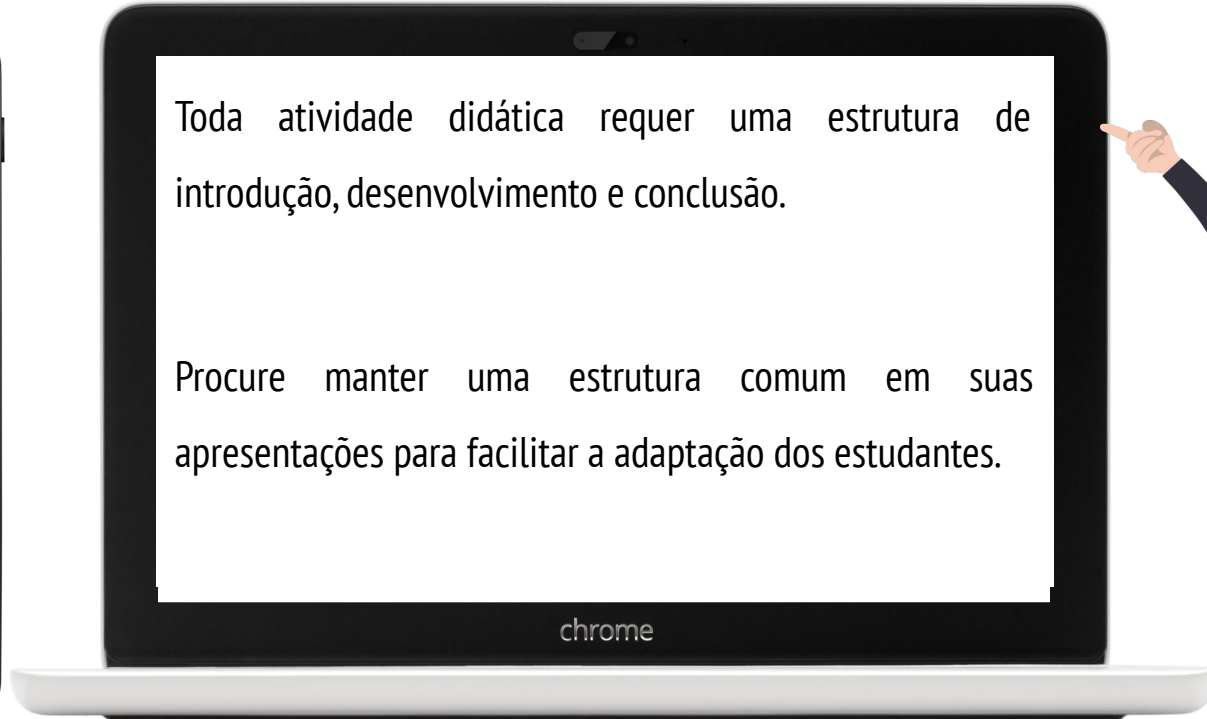 Toda atividade didática requer uma estrutura de
introdução, desenvolvimento e conclusão.
Procure manter uma estrutura comum em suas
apresentações para facilitar a adaptação dos estudantes.
chrome